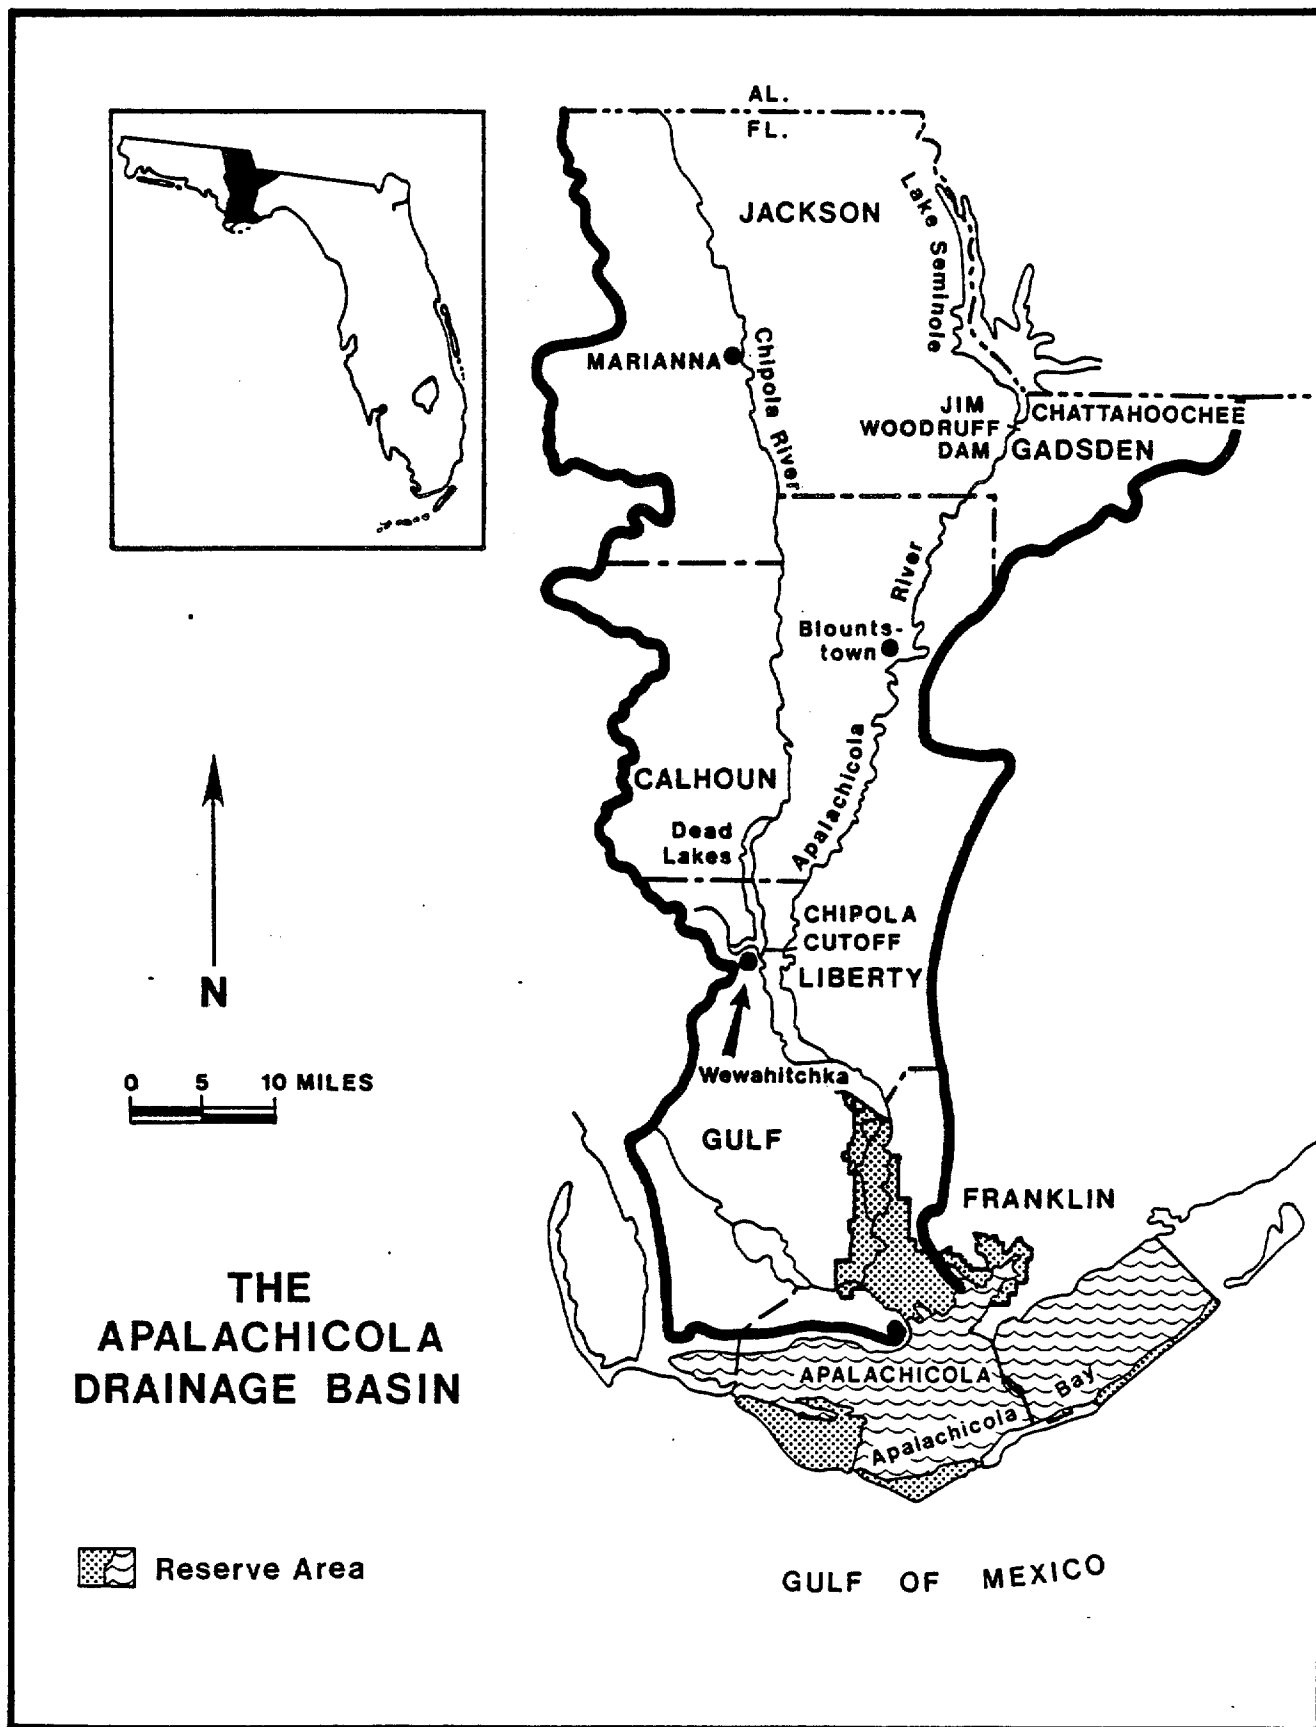 AL.
FL.
JACKSON
Lake Seminole
MARIANNA
Chipola River
JIM
WOODRUFF
DAM
CHATTAHOOCHEE
GADSDEN
River
Blounts-
town
Apalachicola
CALHOUN
Dead
Lakes
CHIPOLA
CUTOFF
LIBERTY
N
Wewahitchka
0 5 10 MILES
GULF
FRANKLIN
THE
APALACHICOLA
DRAINAGE BASIN
APALACHICOLA
Apalachicola Bay
Reserve Area
GULF OF MEXICO